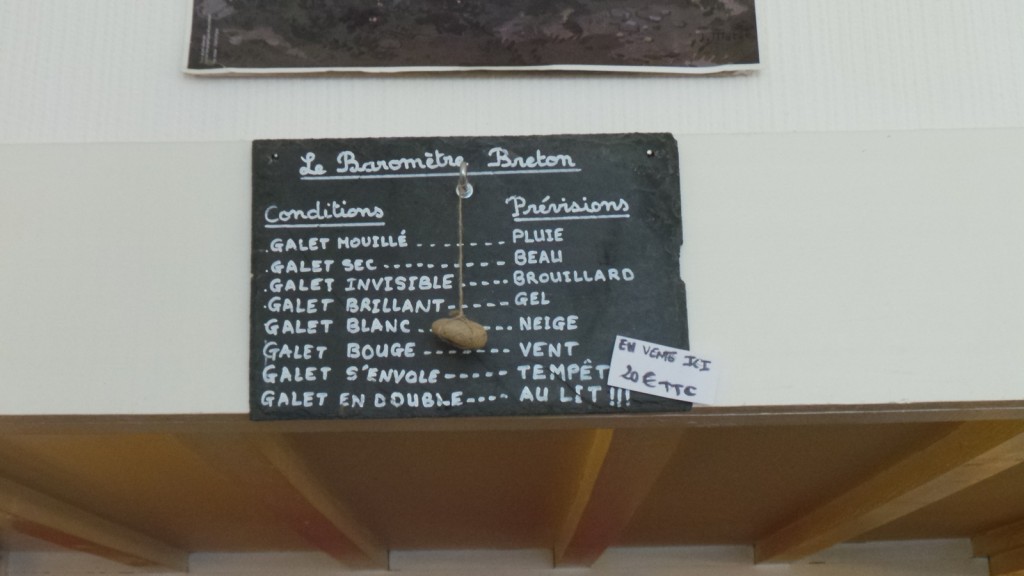 Le Baromètre Breton
Conditions Prévisions
.GALET MOUILLÉ ........ PLUIE
.GALET SEC ---------- BEAU
.GALET INVISIBLE ..... BROUILLARD
.GALET BRILLANT ----- GEL
GALET BLANC ..---- NEIGE
GALET BOUGE -------- VENT
GALET S'ENVOLE ------ TEMPÊT
GALET EN DOUBLE---- AU LIT !!!
EN VENTE ICI
20 € TTC